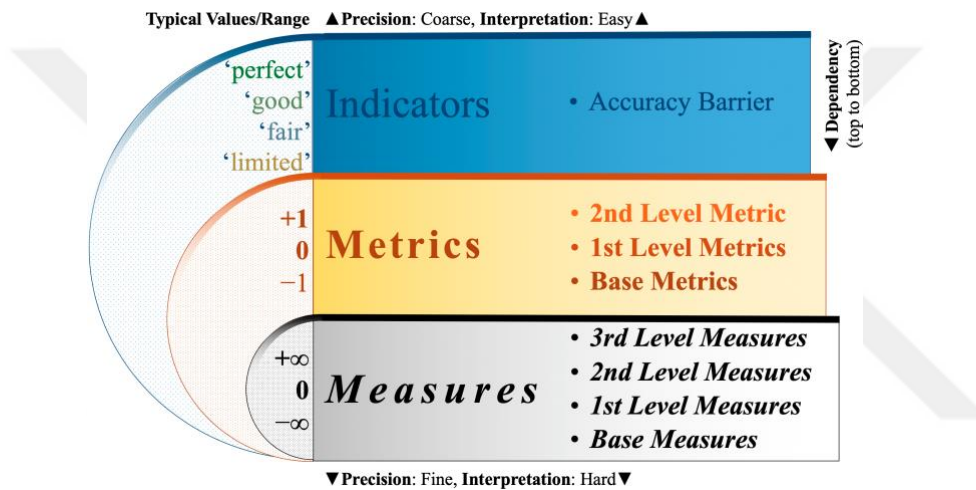 Typical Values/Range ▲Precision: Coarse, Interpretation: Easy▲
‘perfect’
‘good’
‘fair’
‘limited’
Indicators
• Accuracy Barrier
◀ Dependency
(top to bottom)
+1
0
−1
Metrics
• 2nd Level Metric
• 1st Level Metrics
• Base Metrics
+∞
0
−∞
Measures
• 3rd Level Measures
• 2nd Level Measures
• 1st Level Measures
• Base Measures
▼Precision: Fine, Interpretation: Hard▼